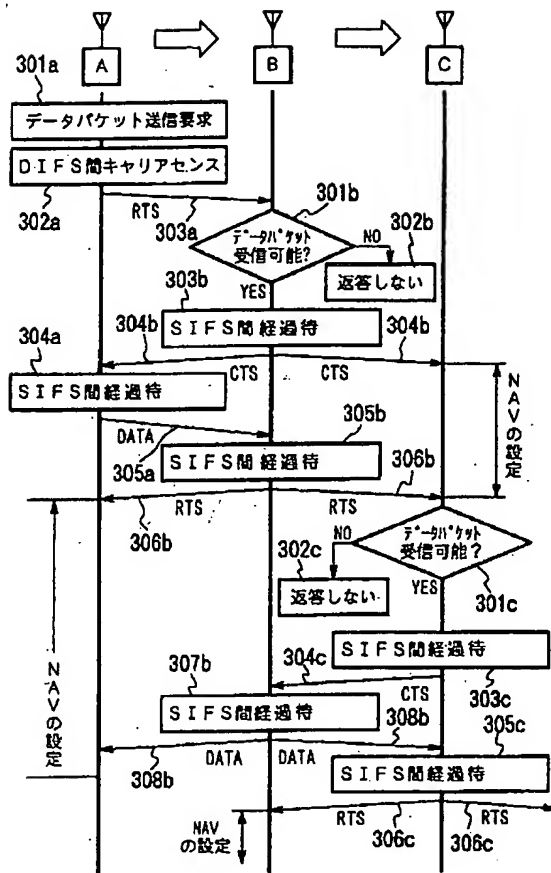 A
B
C
301a
データパケット送信要求
DIFS間キャリアセンス
302a
RTS
303a
301b
データパケット
受信可能?
NO
302b
返答しない
YES
303b
SIFS間経過待
304a
304b
304b
CTS
CTS
SIFS間経過待
NAVの設定
DATA
305a
305b
SIFS間経過待
306b
RTS
RTS
306b
データパケット
受信可能?
NO
302c
返答しない
YES
301c
NAVの設定
SIFS間経過待
303c
304c
CTS
307b
SIFS間経過待
308b
305c
DATA
DATA
308b
SIFS間経過待
RTS
RTS
306c
306c
NAV
の設定